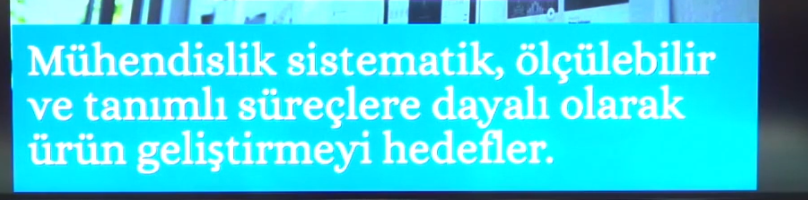 Mühendislik sistematik, ölçülebilir
ve tanımlı süreçlere dayalı olarak
ürün geliştirmeyi hedefler.